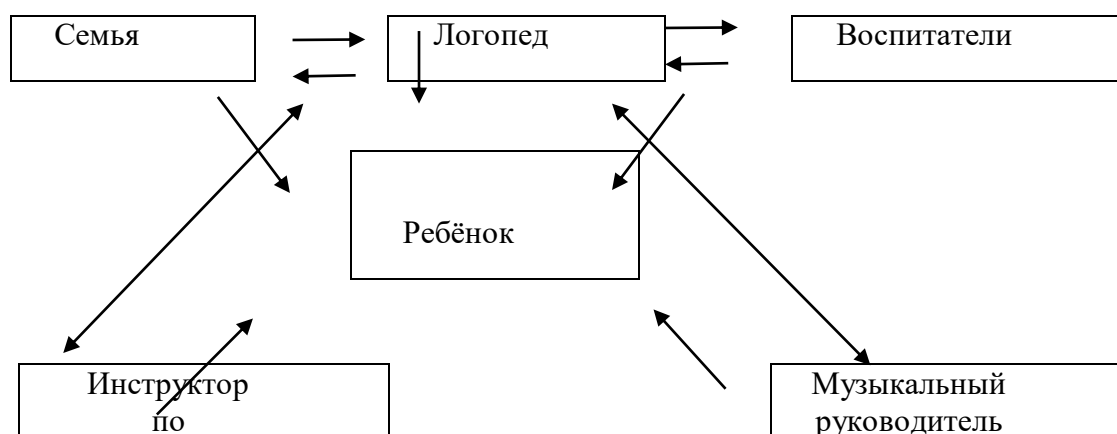 Семья
Логопед
Воспитатели
Ребёнок
Инструктор
по
Музыкальный
руководитель